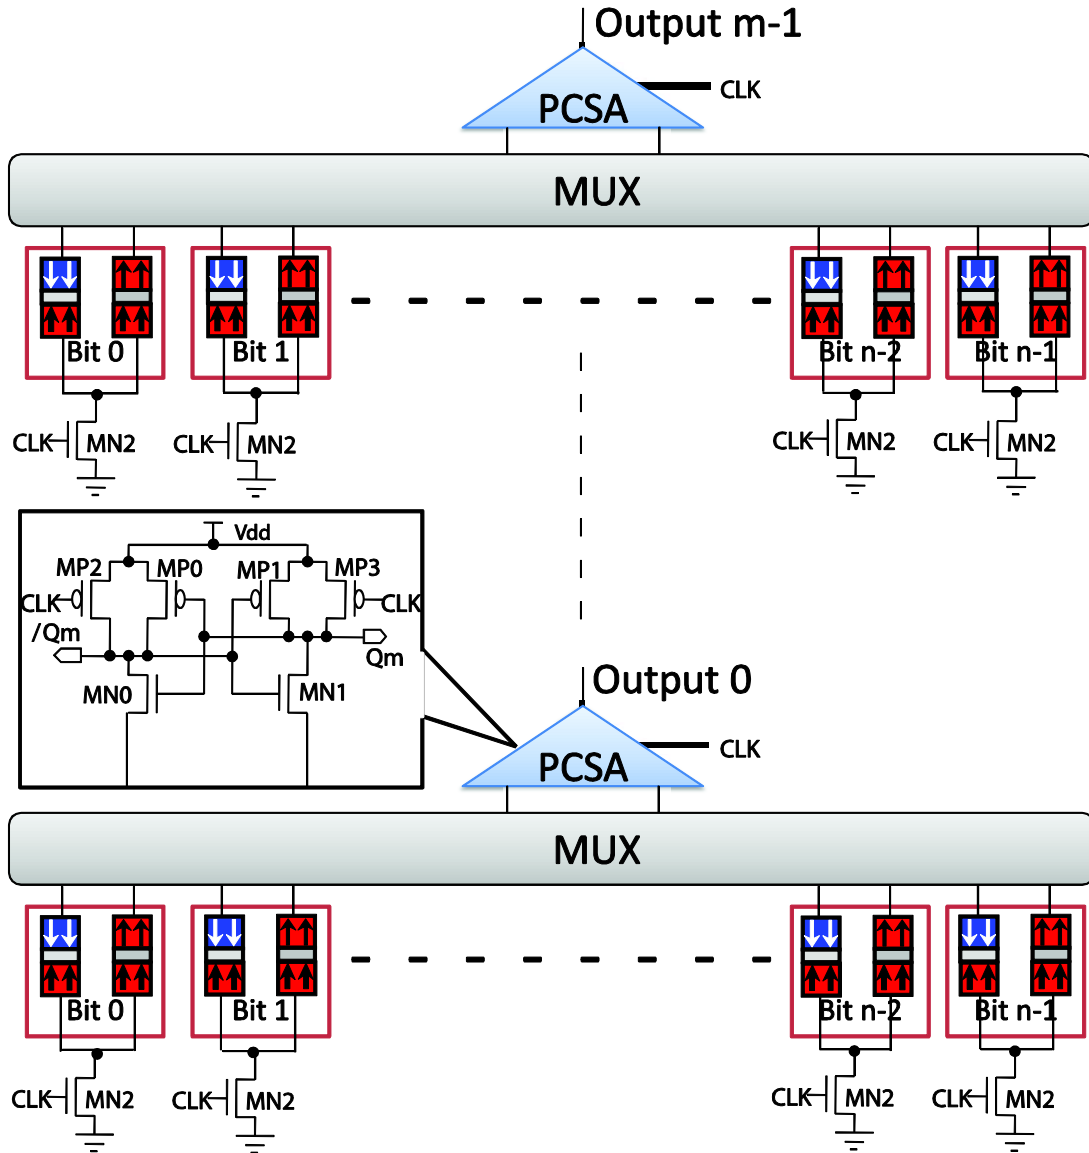 Output m-1
PCSA
CLK
MUX
Bit 0
Bit 1
Bit n-2
Bit n-1
CLK
MN2
CLK
MN2
CLK
MN2
CLK
MN2
Vdd
MP2
MP0
MP1
MP3
CLK
CLK
/Qm
Qm
MN0
MN1
Output 0
PCSA
CLK
MUX
Bit 0
Bit 1
Bit n-2
Bit n-1
CLK
MN2
CLK
MN2
CLK
MN2
CLK
MN2